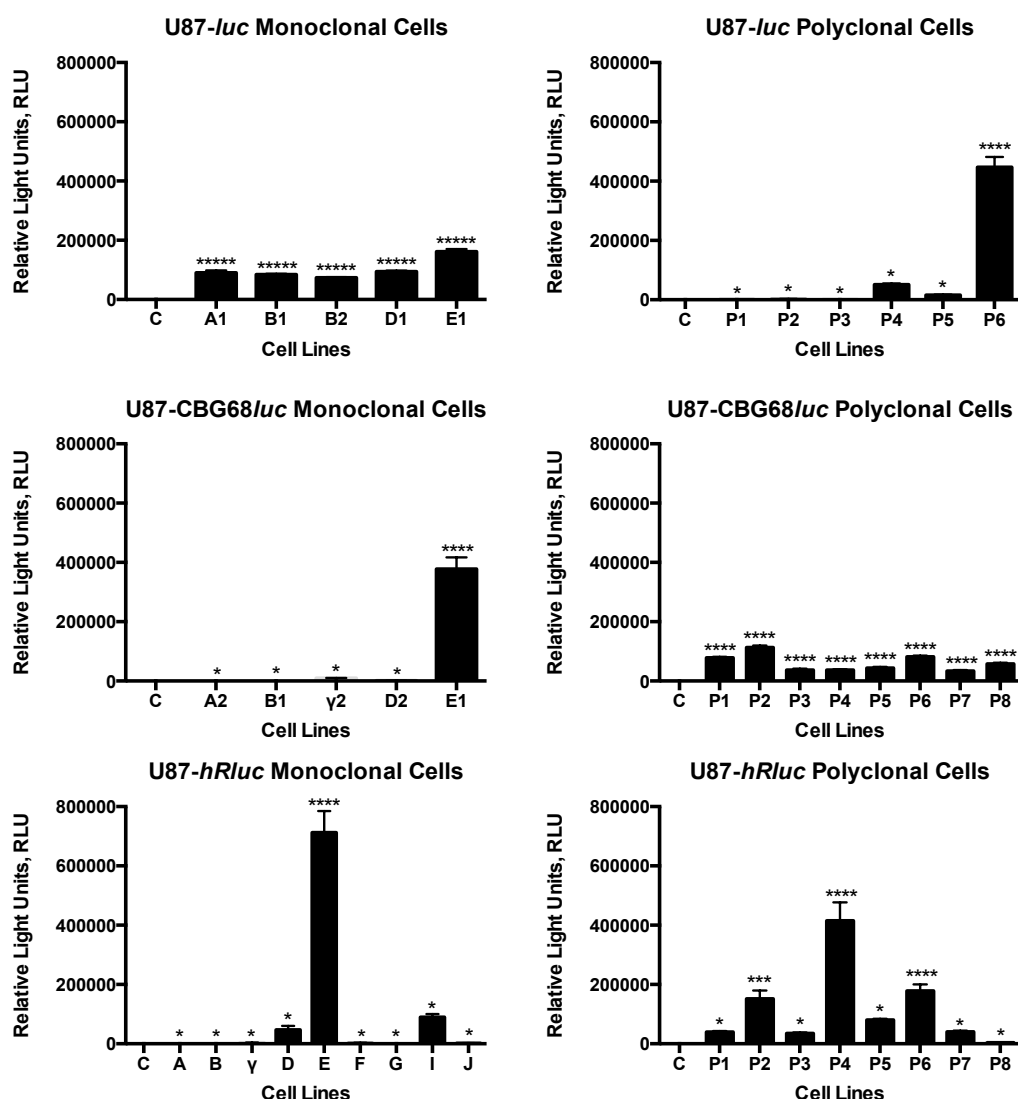 U87-luc Monoclonal Cells
Relative Light Units, RLU
800000
600000
400000
200000
0
***** ***** ***** ***** *****
C A1 B1 B2 D1 E1
Cell Lines
U87-luc Polyclonal Cells
Relative Light Units, RLU
800000
600000
400000
200000
0
* * * * * ****
C P1 P2 P3 P4 P5 P6
Cell Lines
U87-CBG68luc Monoclonal Cells
Relative Light Units, RLU
800000
600000
400000
200000
0
* * * * ****
C A2 B1 γ2 D2 E1
Cell Lines
U87-CBG68luc Polyclonal Cells
Relative Light Units, RLU
800000
600000
400000
200000
0
**** **** **** **** **** **** **** ****
C P1 P2 P3 P4 P5 P6 P7 P8
Cell Lines
U87-hRluc Monoclonal Cells
Relative Light Units, RLU
800000
600000
400000
200000
0
* * * * **** * * * *
C A B γ D E F G I J
Cell Lines
U87-hRluc Polyclonal Cells
Relative Light Units, RLU
800000
600000
400000
200000
0
* *** * **** * **** * *
C P1 P2 P3 P4 P5 P6 P7 P8
Cell Lines